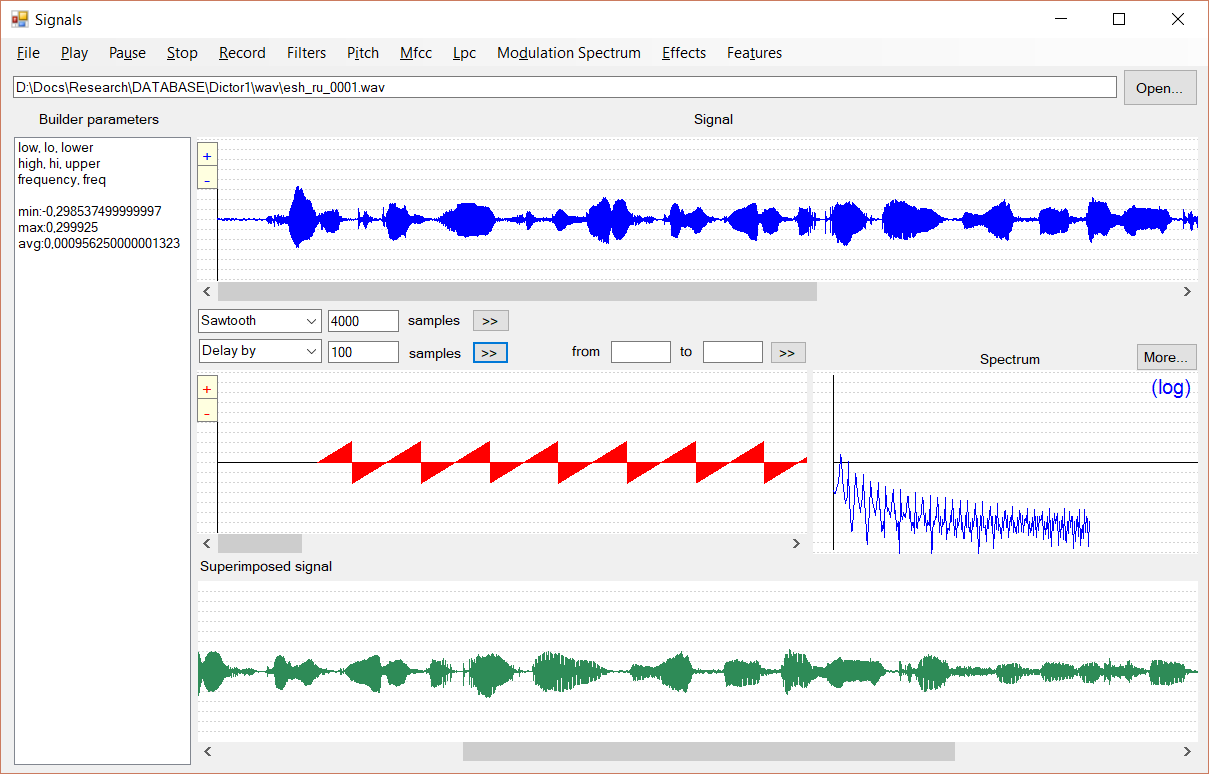 Signals
File Play Pause Stop Record Filters Pitch Mfcc Lpc Modulation Spectrum Effects Features
D:\Docs\Research\DATABASE\Dictor1\wav\esh_ru_0001.wav
Open...
Builder parameters
Signal
low, lo, lower
high, hi, upper
frequency, freq
min:-0,298537499999997
max:0,299925
avg:0,000956250000001323
+
-
Sawtooth 4000 samples >>
Delay by 100 samples >> from to >>
Spectrum
More...
+
-
(log)
Superimposed signal